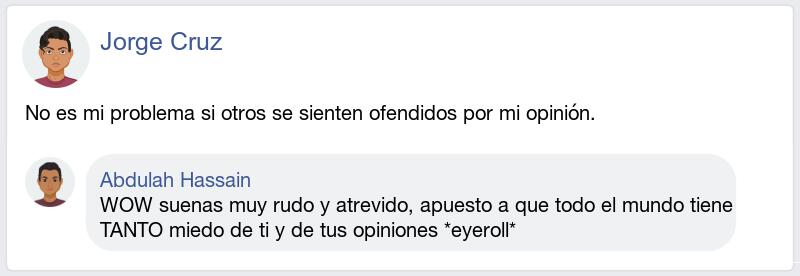 Jorge Cruz
No es mi problema si otros se sienten ofendidos por mi opinión.
Abdulah Hassain
WOW suenas muy rudo y atrevido, apuesto a que todo el mundo tiene
TANTO miedo de ti y de tus opiniones *eyeroll*